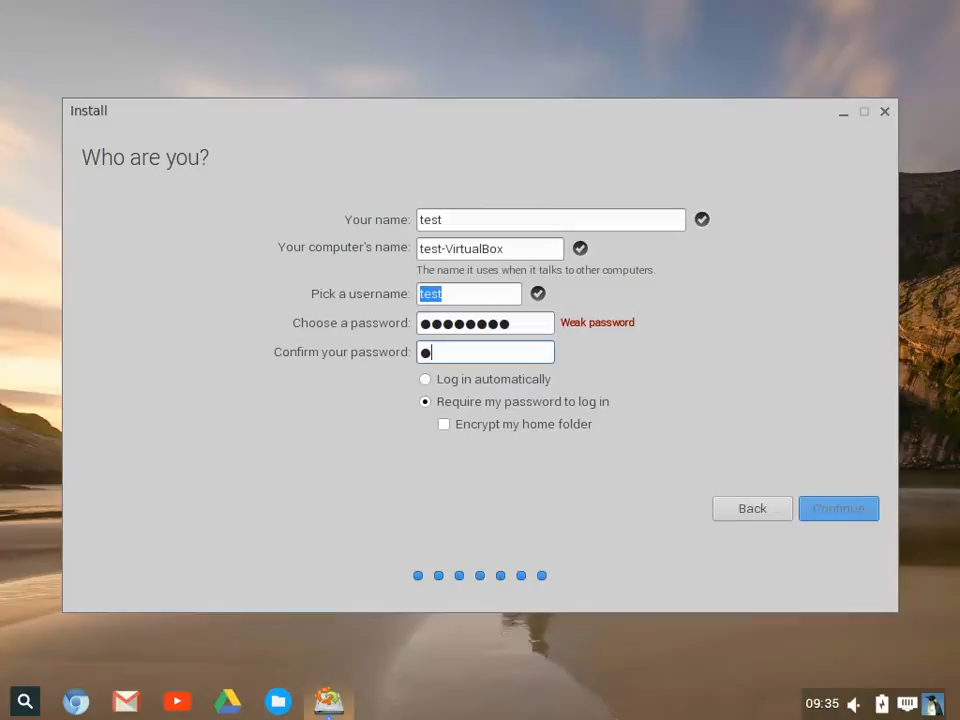 Install
Who are you?
Your name: test
Your computer's name: test-VirtualBox
The name it uses when it talks to other computers.
Pick a username: test
Choose a password: ●●●●●●●● Weak password
Confirm your password: ●
Log in automatically
Require my password to log in
Encrypt my home folder
Back Continue
09:35